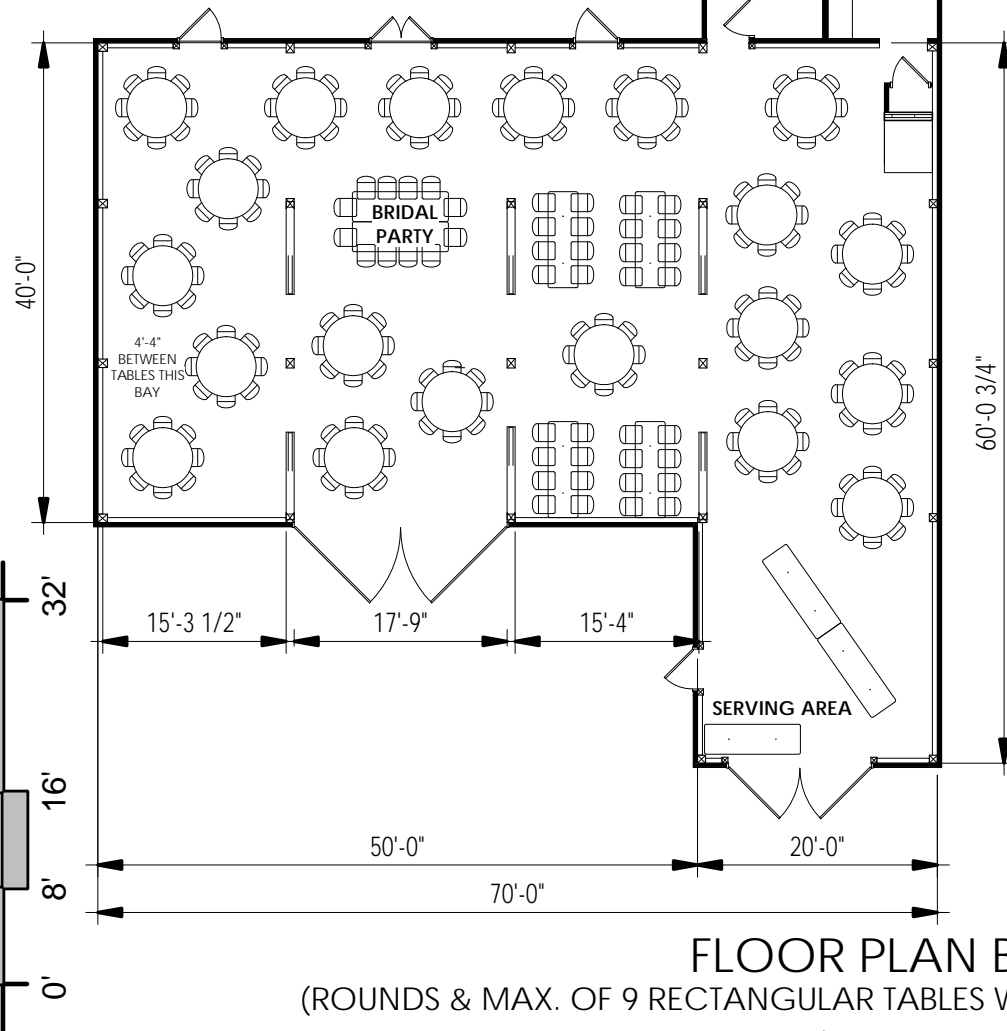 BRIDAL
PARTY
40'-0"
4'-4"
BETWEEN
TABLES THIS
BAY
60'-0 3/4"
32'
15'-3 1/2"
17'-9"
15'-4"
SERVING AREA
16'
50'-0"
20'-0"
8'
70'-0"
FLOOR PLAN B
0'
(ROUNDS & MAX. OF 9 RECTANGULAR TABLES W